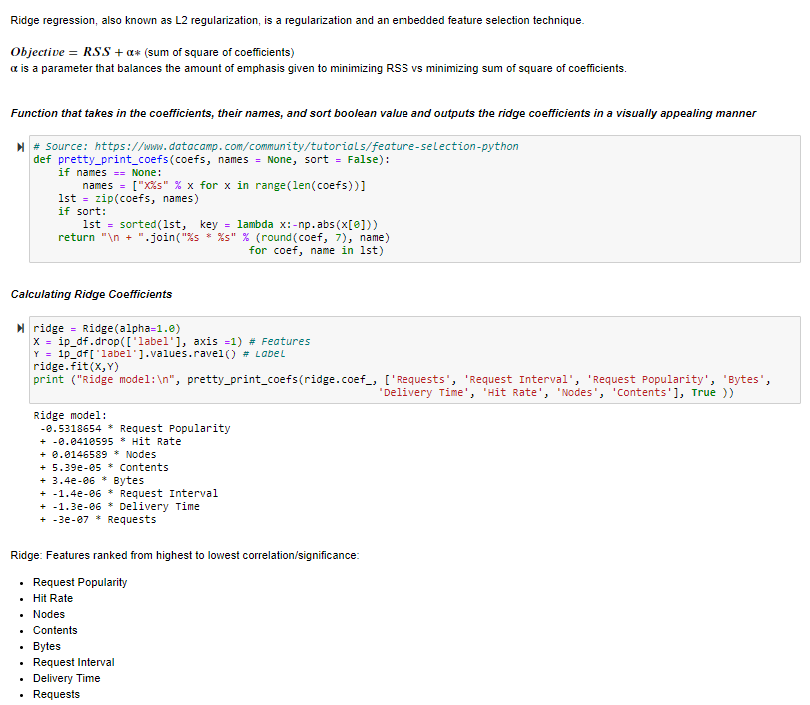 Ridge regression, also known as L2 regularization, is a regularization and an embedded feature selection technique.
Objective = RSS + α* (sum of square of coefficients)
α is a parameter that balances the amount of emphasis given to minimizing RSS vs minimizing sum of square of coefficients.
Function that takes in the coefficients, their names, and sort boolean value and outputs the ridge coefficients in a visually appealing manner
# Source: https://www.datacamp.com/community/tutorials/feature-selection-python
def pretty_print_coefs(coefs, names = None, sort = False):
    if names == None:
        names = ["X%s" % x for x in range(len(coefs))]
    lst = zip(coefs, names)
    if sort:
        lst = sorted(lst,  key = lambda x:-np.abs(x[0]))
    return "\n + ".join("%s * %s" % (round(coef, 7), name)
                                   for coef, name in lst)
Calculating Ridge Coefficients
ridge = Ridge(alpha=1.0)
X = ip_df.drop(['label'], axis =1) # Features
Y = ip_df['label'].values.ravel() # Label
ridge.fit(X,Y)
print ("Ridge model:\n", pretty_print_coefs(ridge.coef_, ['Requests', 'Request Interval', 'Request Popularity', 'Bytes',
                                                        'Delivery Time', 'Hit Rate', 'Nodes', 'Contents'], True ))
Ridge model:
 -0.5318654 * Request Popularity
 + -0.0410595 * Hit Rate
 + 0.0146589 * Nodes
 + 5.39e-05 * Contents
 + 3.4e-06 * Bytes
 + -1.4e-06 * Request Interval
 + -1.3e-06 * Delivery Time
 + -3e-07 * Requests
Ridge: Features ranked from highest to lowest correlation/significance:
• Request Popularity
• Hit Rate
• Nodes
• Contents
• Bytes
• Request Interval
• Delivery Time
• Requests